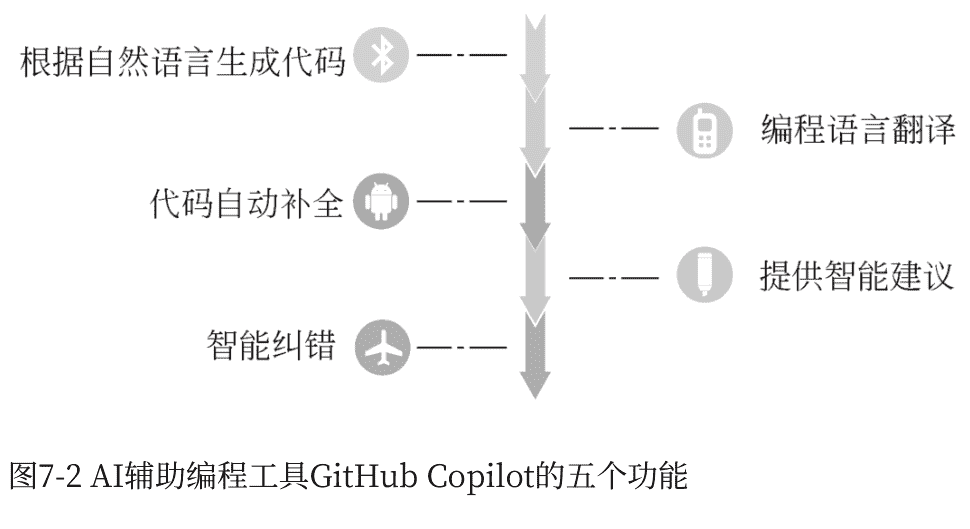 根据自然语言生成代码
编程语言翻译
代码自动补全
提供智能建议
智能纠错
图7-2 AI辅助编程工具GitHub Copilot的五个功能